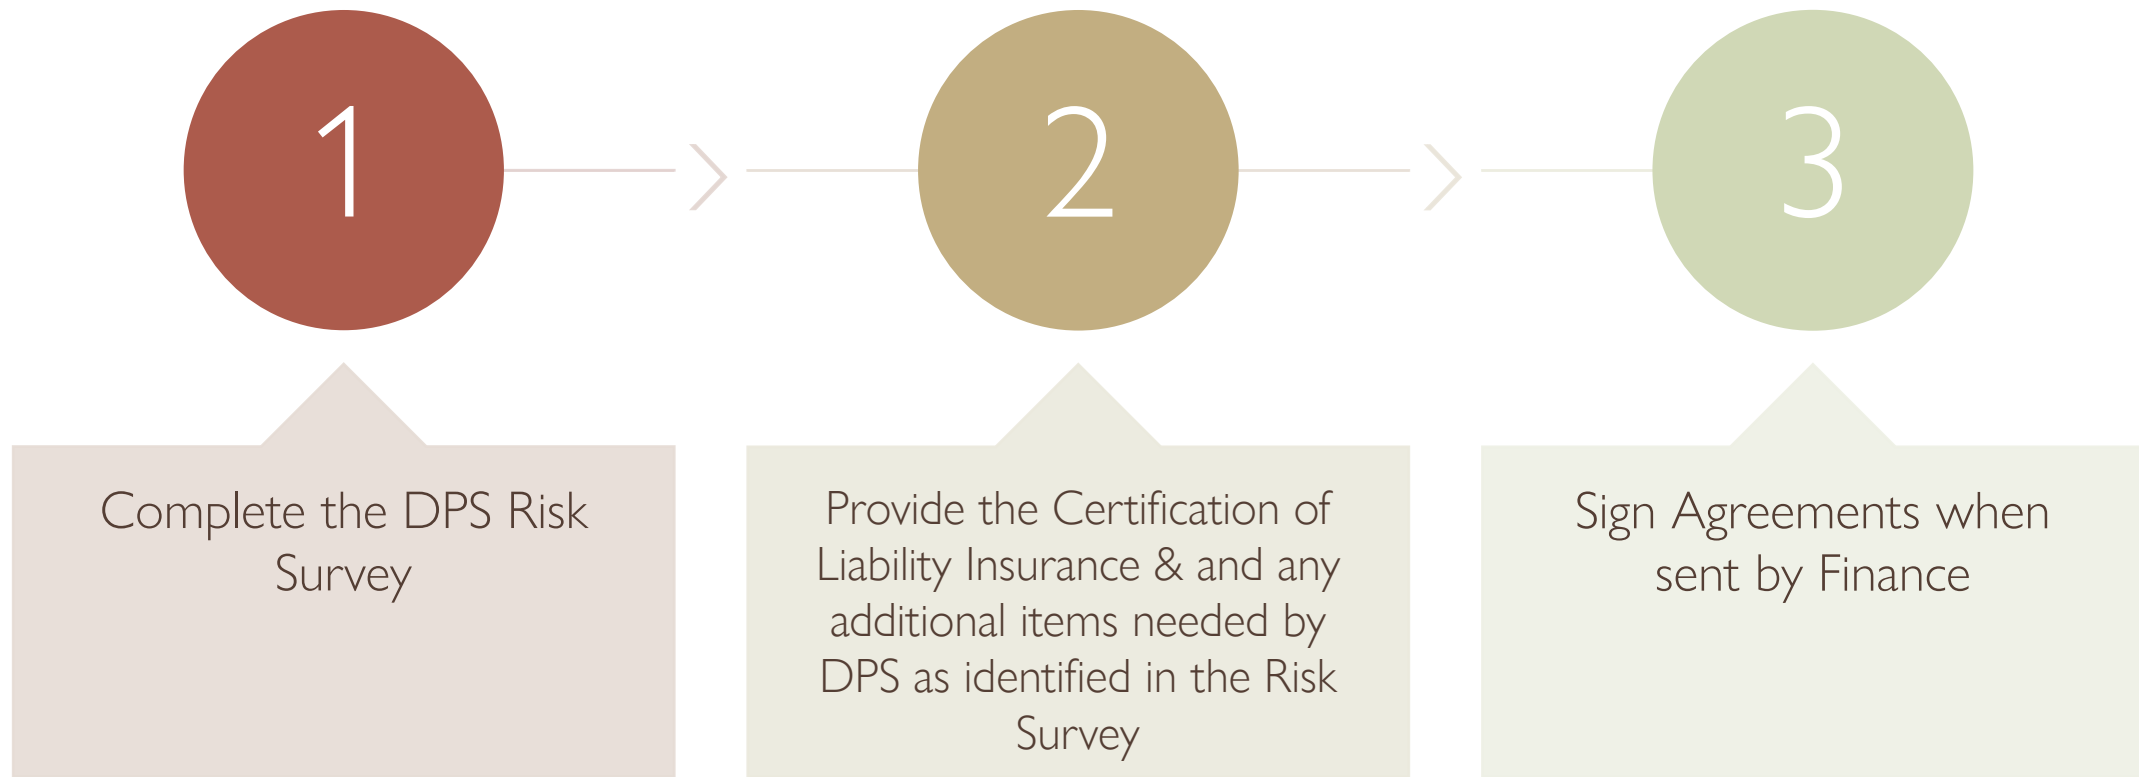 1
2
3
Complete the DPS Risk
Survey
Provide the Certification of
Liability Insurance & and any
additional items needed by
DPS as identified in the Risk
Survey
Sign Agreements when
sent by Finance